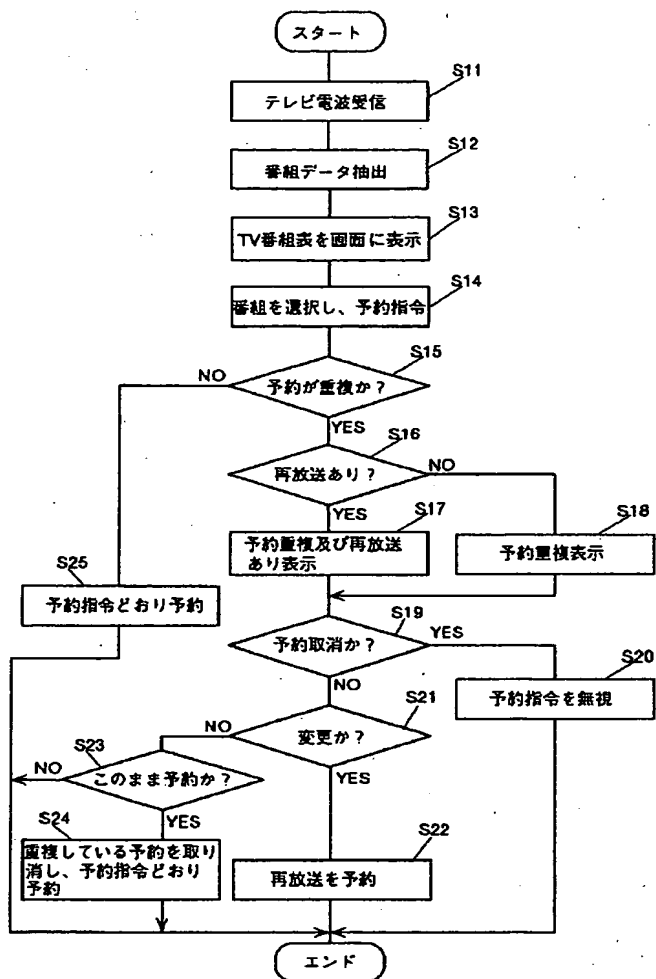 スタート
S11
テレビ電波受信
S12
番組データ抽出
S13
TV番組表を画面に表示
S14
番組を選択し、予約指令
S15
予約が重複か?
NO
YES
S16
再放送あり?
NO
YES
S17
予約重複及び再放送
あり表示
S18
予約重複表示
S25
予約指令どおり予約
S19
予約取消か?
YES
NO
S20
予約指令を無視
S21
変更か?
NO
YES
S23
このまま予約か?
NO
YES
S24
重複している予約を取り
消し、予約指令どおり
予約
S22
再放送を予約
エンド